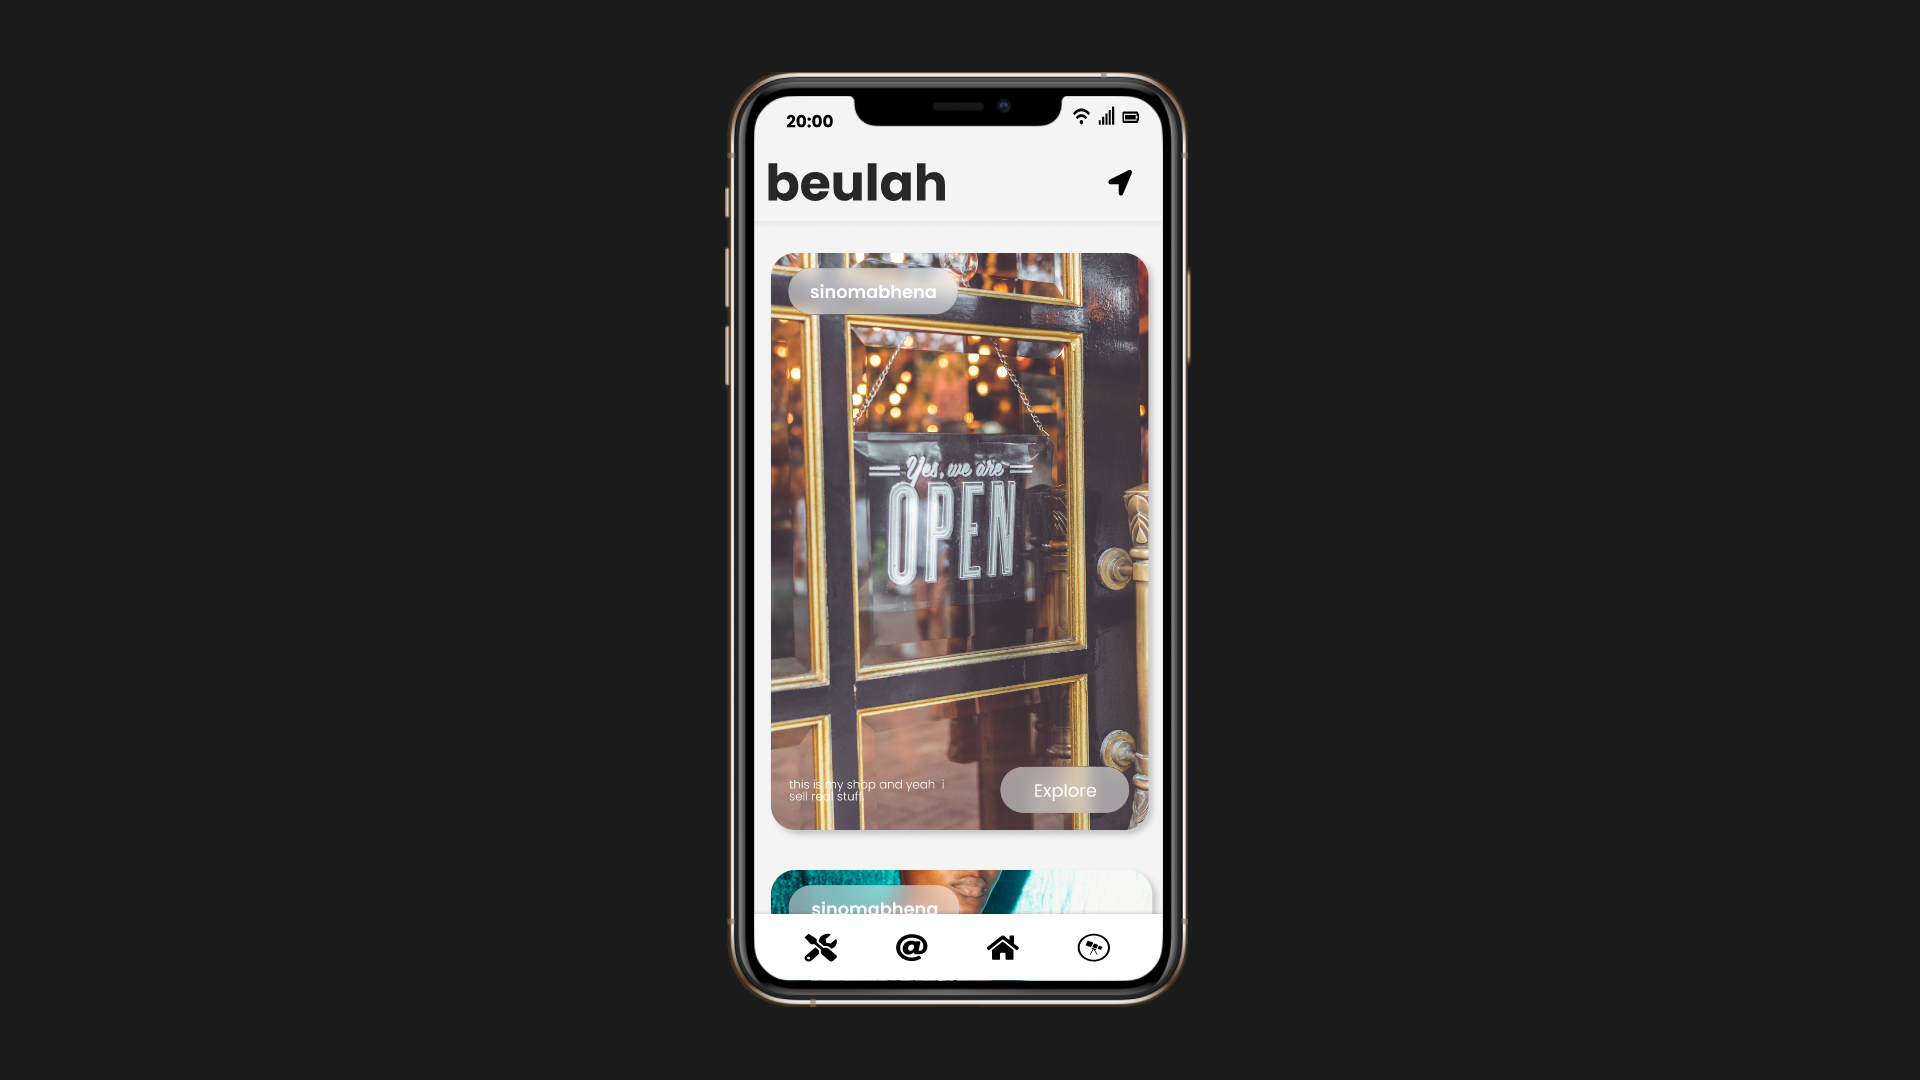 20:00
beulah
sinomabhena
Yes, we are
OPEN
this is my shop and yeah i
sell real stuff.
Explore
sinomabhena
@